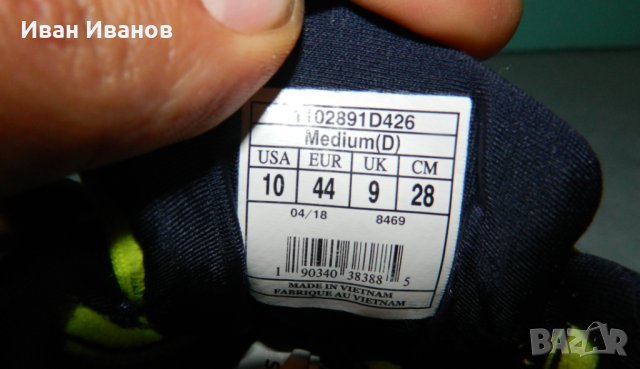 Иван Иванов
1102891D426
Medium(D)
USA EUR UK CM
10 44 9 28
04/18 8469
1 90340 38388 5
MADE IN VIETNAM
FABRIQUE AU VIETNAM
BAZAR